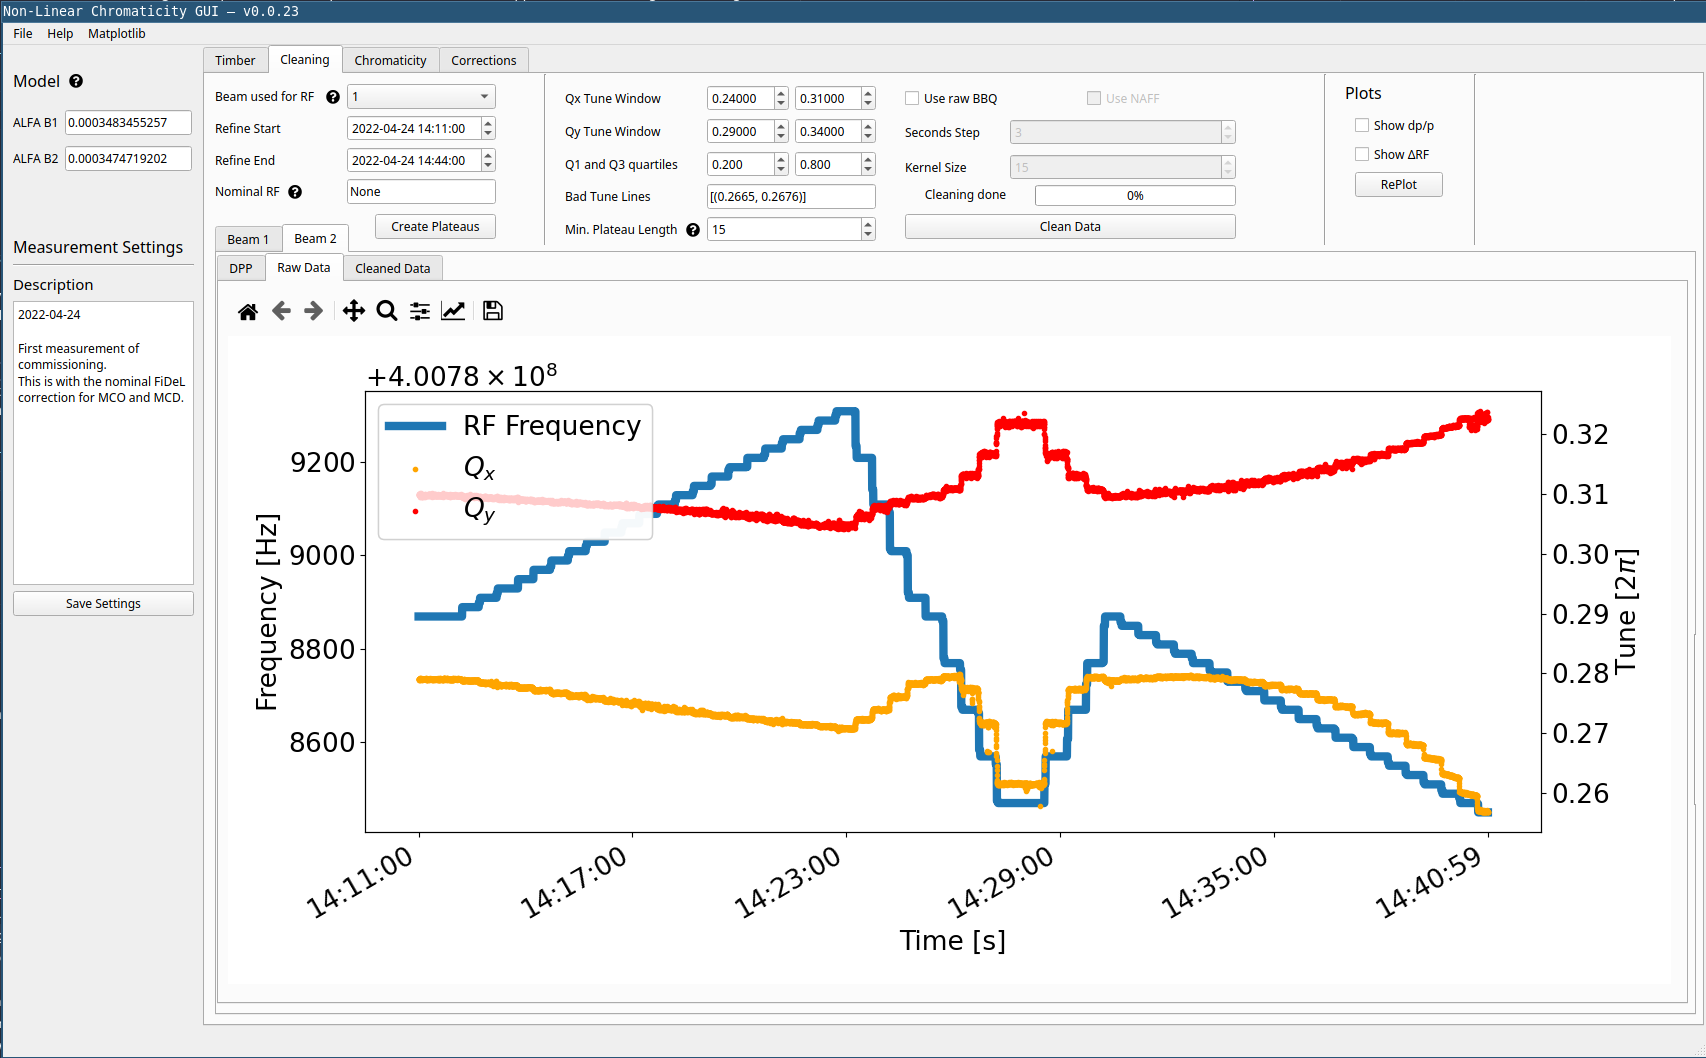 Non-Linear Chromaticity GUI — v0.0.23
File Help Matplotlib
Model
ALFA B1 0.0003483455257
ALFA B2 0.0003474719202
Measurement Settings
Description
2022-04-24
First measurement of
commissioning.
This is with the nominal FiDeL
correction for MCO and MCD.
Save Settings
Timber Cleaning Chromaticity Corrections
Beam used for RF 1
Refine Start 2022-04-24 14:11:00
Refine End 2022-04-24 14:44:00
Nominal RF None
Create Plateaus
Qx Tune Window 0.24000 0.31000
Qy Tune Window 0.29000 0.34000
Q1 and Q3 quartiles 0.200 0.800
Bad Tune Lines [(0.2665, 0.2676)]
Min. Plateau Length 15
Use raw BBQ Use NAFF
Seconds Step 3
Kernel Size 15
Cleaning done 0%
Clean Data
Plots
Show dp/p
Show ΔRF
RePlot
Beam 1 Beam 2
DPP Raw Data Cleaned Data
+4.0078 × 10⁸
RF Frequency
Qx
Qy
Frequency [Hz]
9200
9000
8800
8600
0.32
0.31
0.30
0.29
0.28
0.27
0.26
Tune [2π]
14:11:00 14:17:00 14:23:00 14:29:00 14:35:00 14:40:59
Time [s]